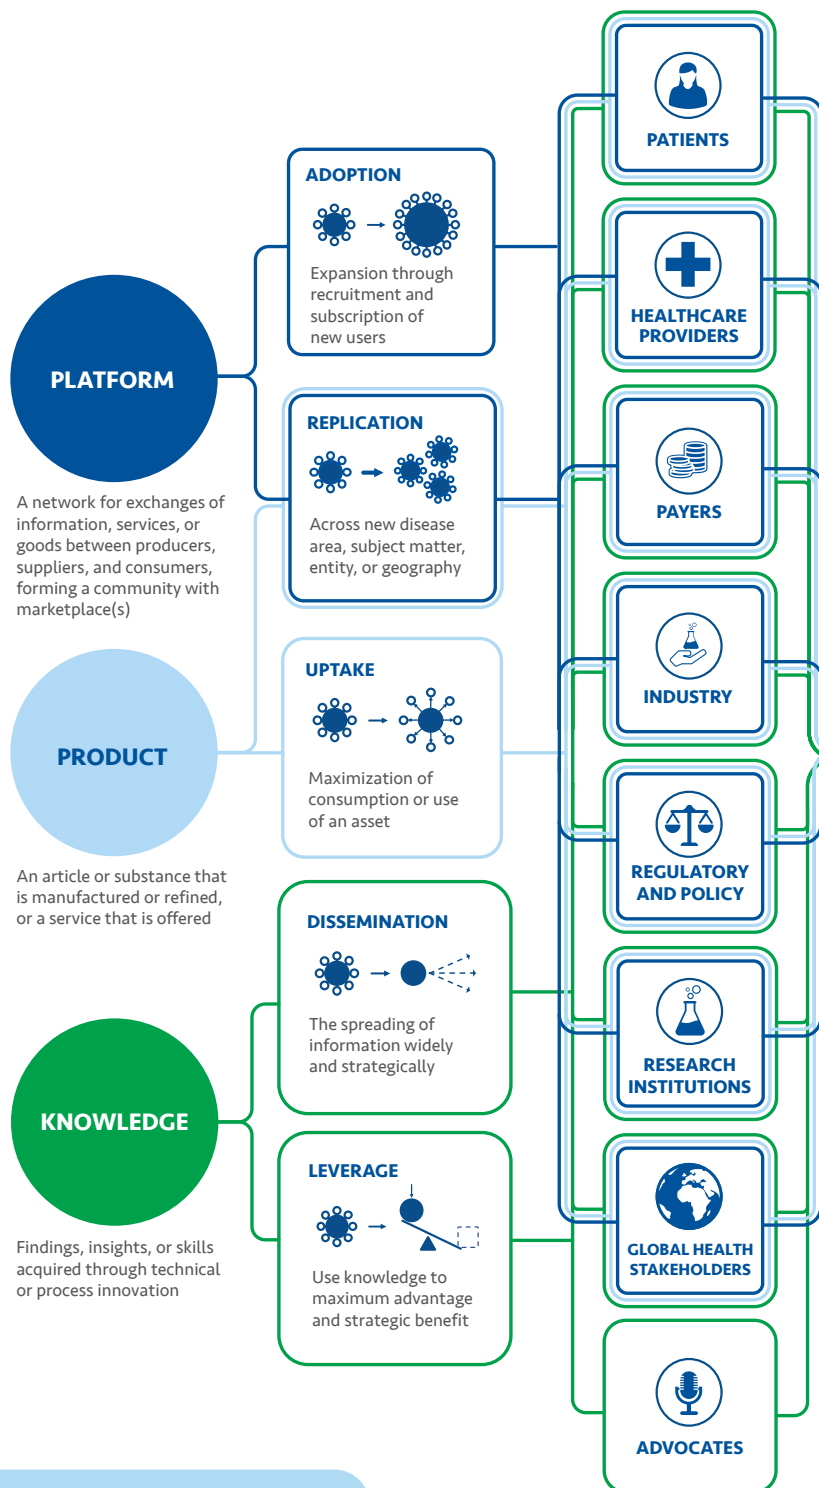 PLATFORM
A network for exchanges of
information, services, or
goods between producers,
suppliers, and consumers,
forming a community with
marketplace(s)
PRODUCT
An article or substance that
is manufactured or refined,
or a service that is offered
KNOWLEDGE
Findings, insights, or skills
acquired through technical
or process innovation
ADOPTION
Expansion through
recruitment and
subscription of
new users
REPLICATION
Across new disease
area, subject matter,
entity, or geography
UPTAKE
Maximization of
consumption or use
of an asset
DISSEMINATION
The spreading of
information widely
and strategically
LEVERAGE
Use knowledge to
maximum advantage
and strategic benefit
PATIENTS
HEALTHCARE
PROVIDERS
PAYERS
INDUSTRY
REGULATORY
AND POLICY
RESEARCH
INSTITUTIONS
GLOBAL HEALTH
STAKEHOLDERS
ADVOCATES